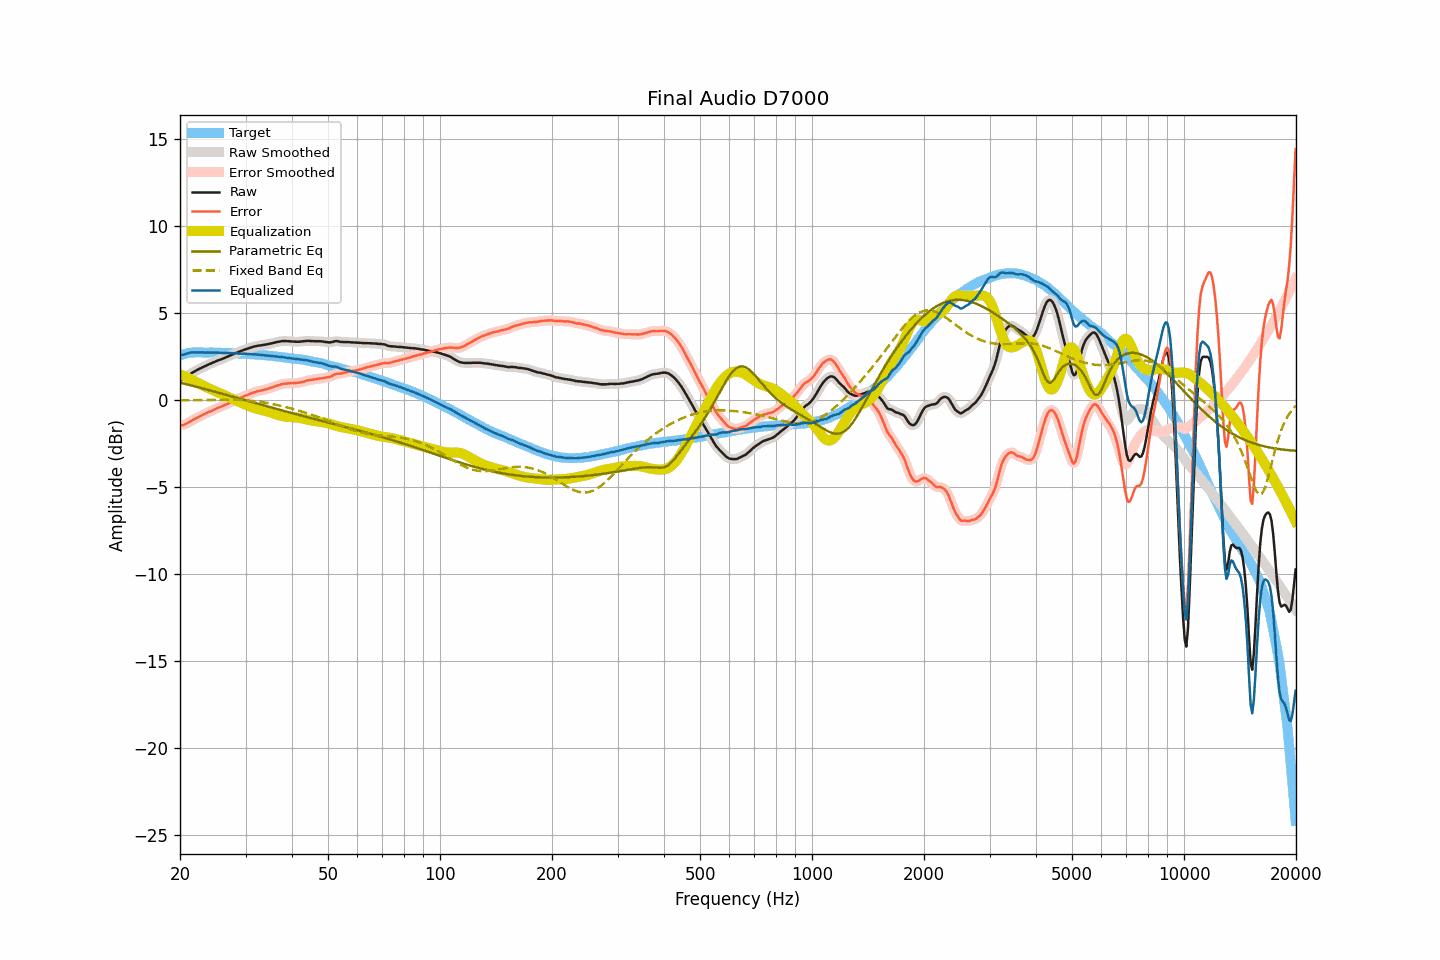 Final Audio D7000
Target
Raw Smoothed
Error Smoothed
Raw
Error
Equalization
Parametric Eq
Fixed Band Eq
Equalized
15
10
5
0
−5
−10
−15
−20
−25
Amplitude (dBr)
20 50 100 200 500 1000 2000 5000 10000 20000
Frequency (Hz)